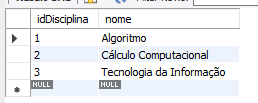 idDisciplina nome
1 Algoritmo
2 Cálculo Computacional
3 Tecnologia da Informação
NULL NULL